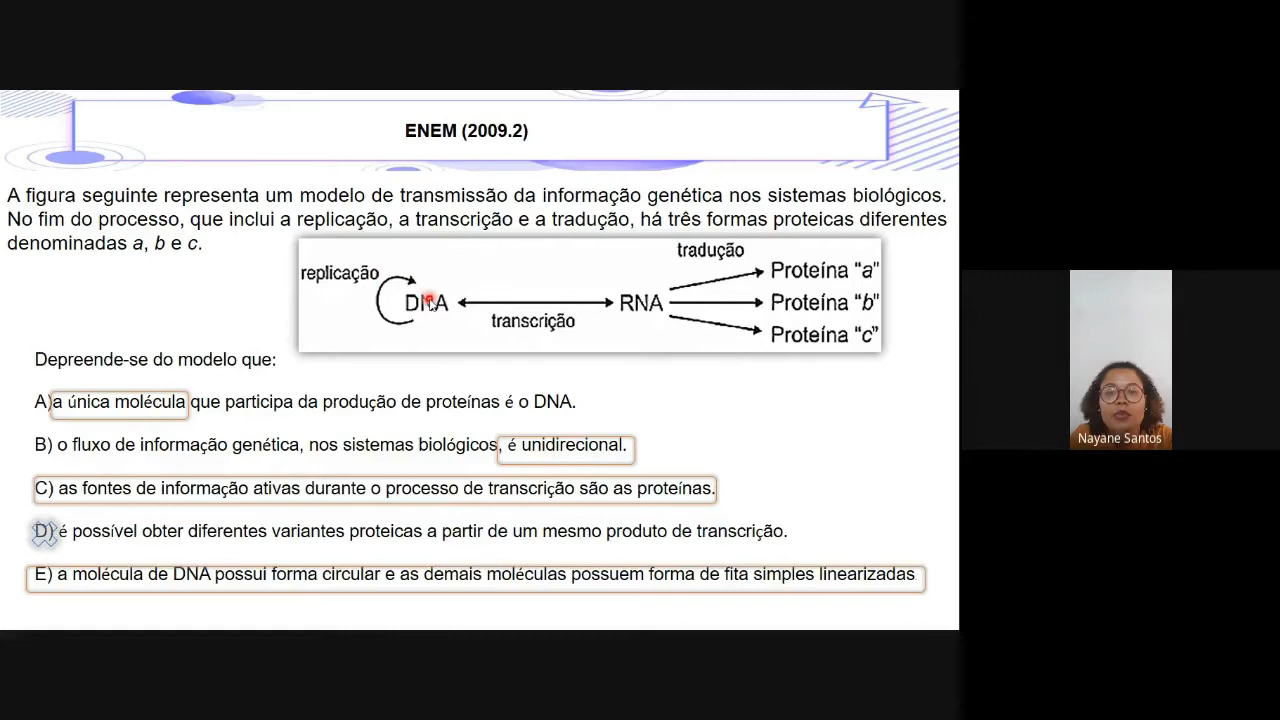 ENEM (2009.2)
A figura seguinte representa um modelo de transmissão da informação genética nos sistemas biológicos.
No fim do processo, que inclui a replicação, a transcrição e a tradução, há três formas proteicas diferentes
denominadas a, b e c.
tradução
replicação
Proteína “a”
DNA
transcrição
RNA
Proteína “b”
Proteína “c”
Depreende-se do modelo que:
A) a única molécula que participa da produção de proteínas é o DNA.
B) o fluxo de informação genética, nos sistemas biológicos, é unidirecional.
C) as fontes de informação ativas durante o processo de transcrição são as proteínas.
D) é possível obter diferentes variantes proteicas a partir de um mesmo produto de transcrição.
E) a molécula de DNA possui forma circular e as demais moléculas possuem forma de fita simples linearizadas
Nayane Santos